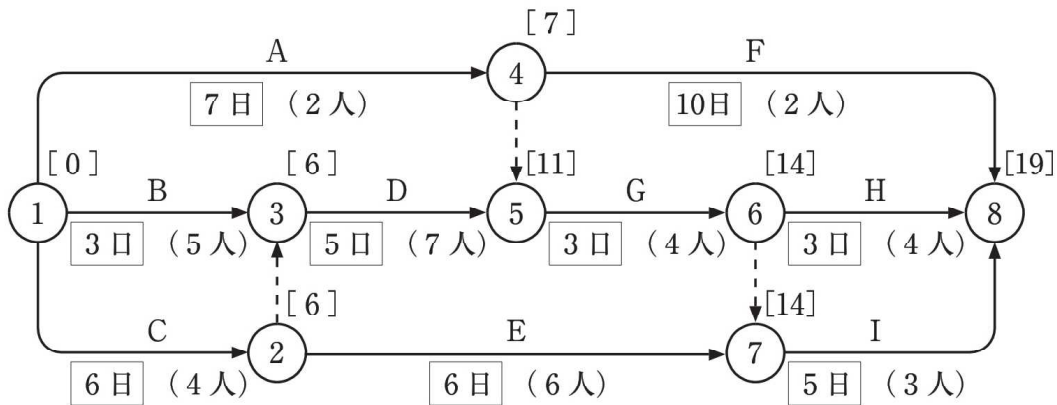 [ 7 ]
A
F
4
7 日 （ 2 人）
10日 （ 2 人）
[ 0 ]
[ 6 ]
[11]
[14]
[19]
B
D
G
H
1
3
5
6
8
3 日 （ 5 人）
5 日 （ 7 人）
3 日 （ 4 人）
3 日 （ 4 人）
[ 6 ]
[14]
C
E
I
2
7
6 日 （ 4 人）
6 日 （ 6 人）
5 日 （ 3 人）